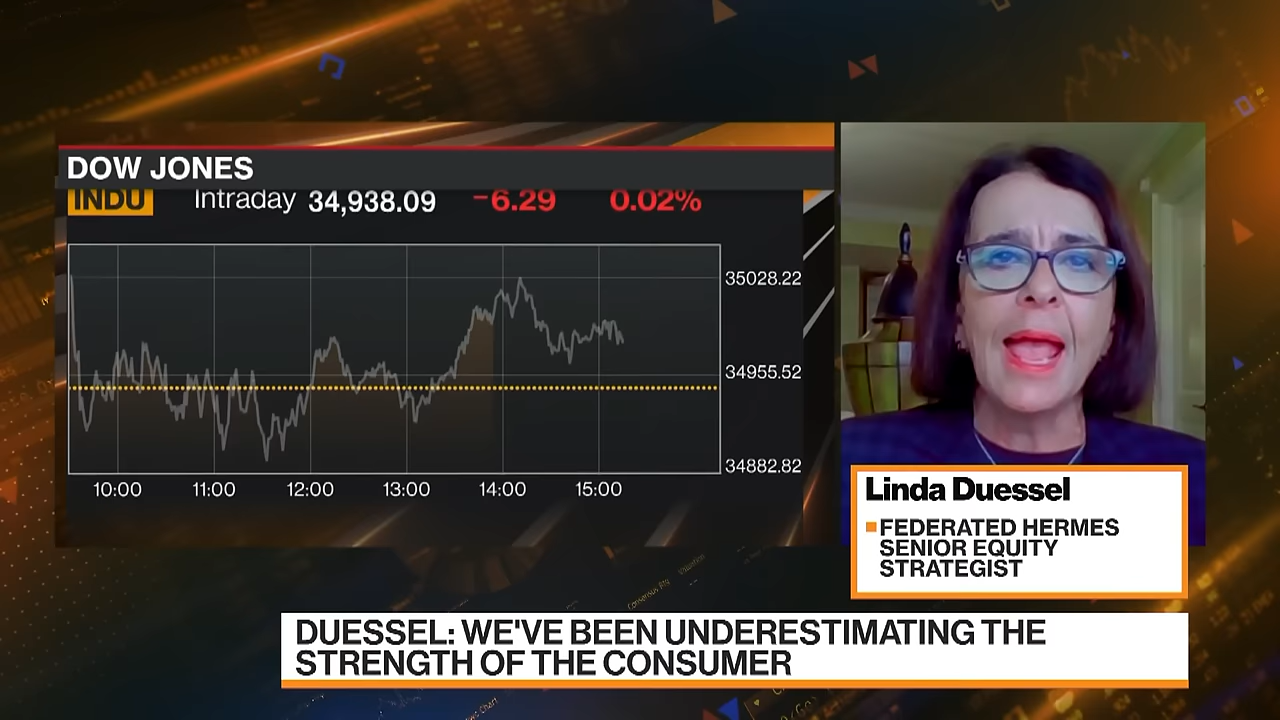 DOW JONES
INDU Intraday 34,938.09 -6.29 0.02%
35028.22
34955.52
34882.82
10:00 11:00 12:00 13:00 14:00 15:00
Linda Duessel
FEDERATED HERMES
SENIOR EQUITY
STRATEGIST
DUESSEL: WE'VE BEEN UNDERESTIMATING THE
STRENGTH OF THE CONSUMER